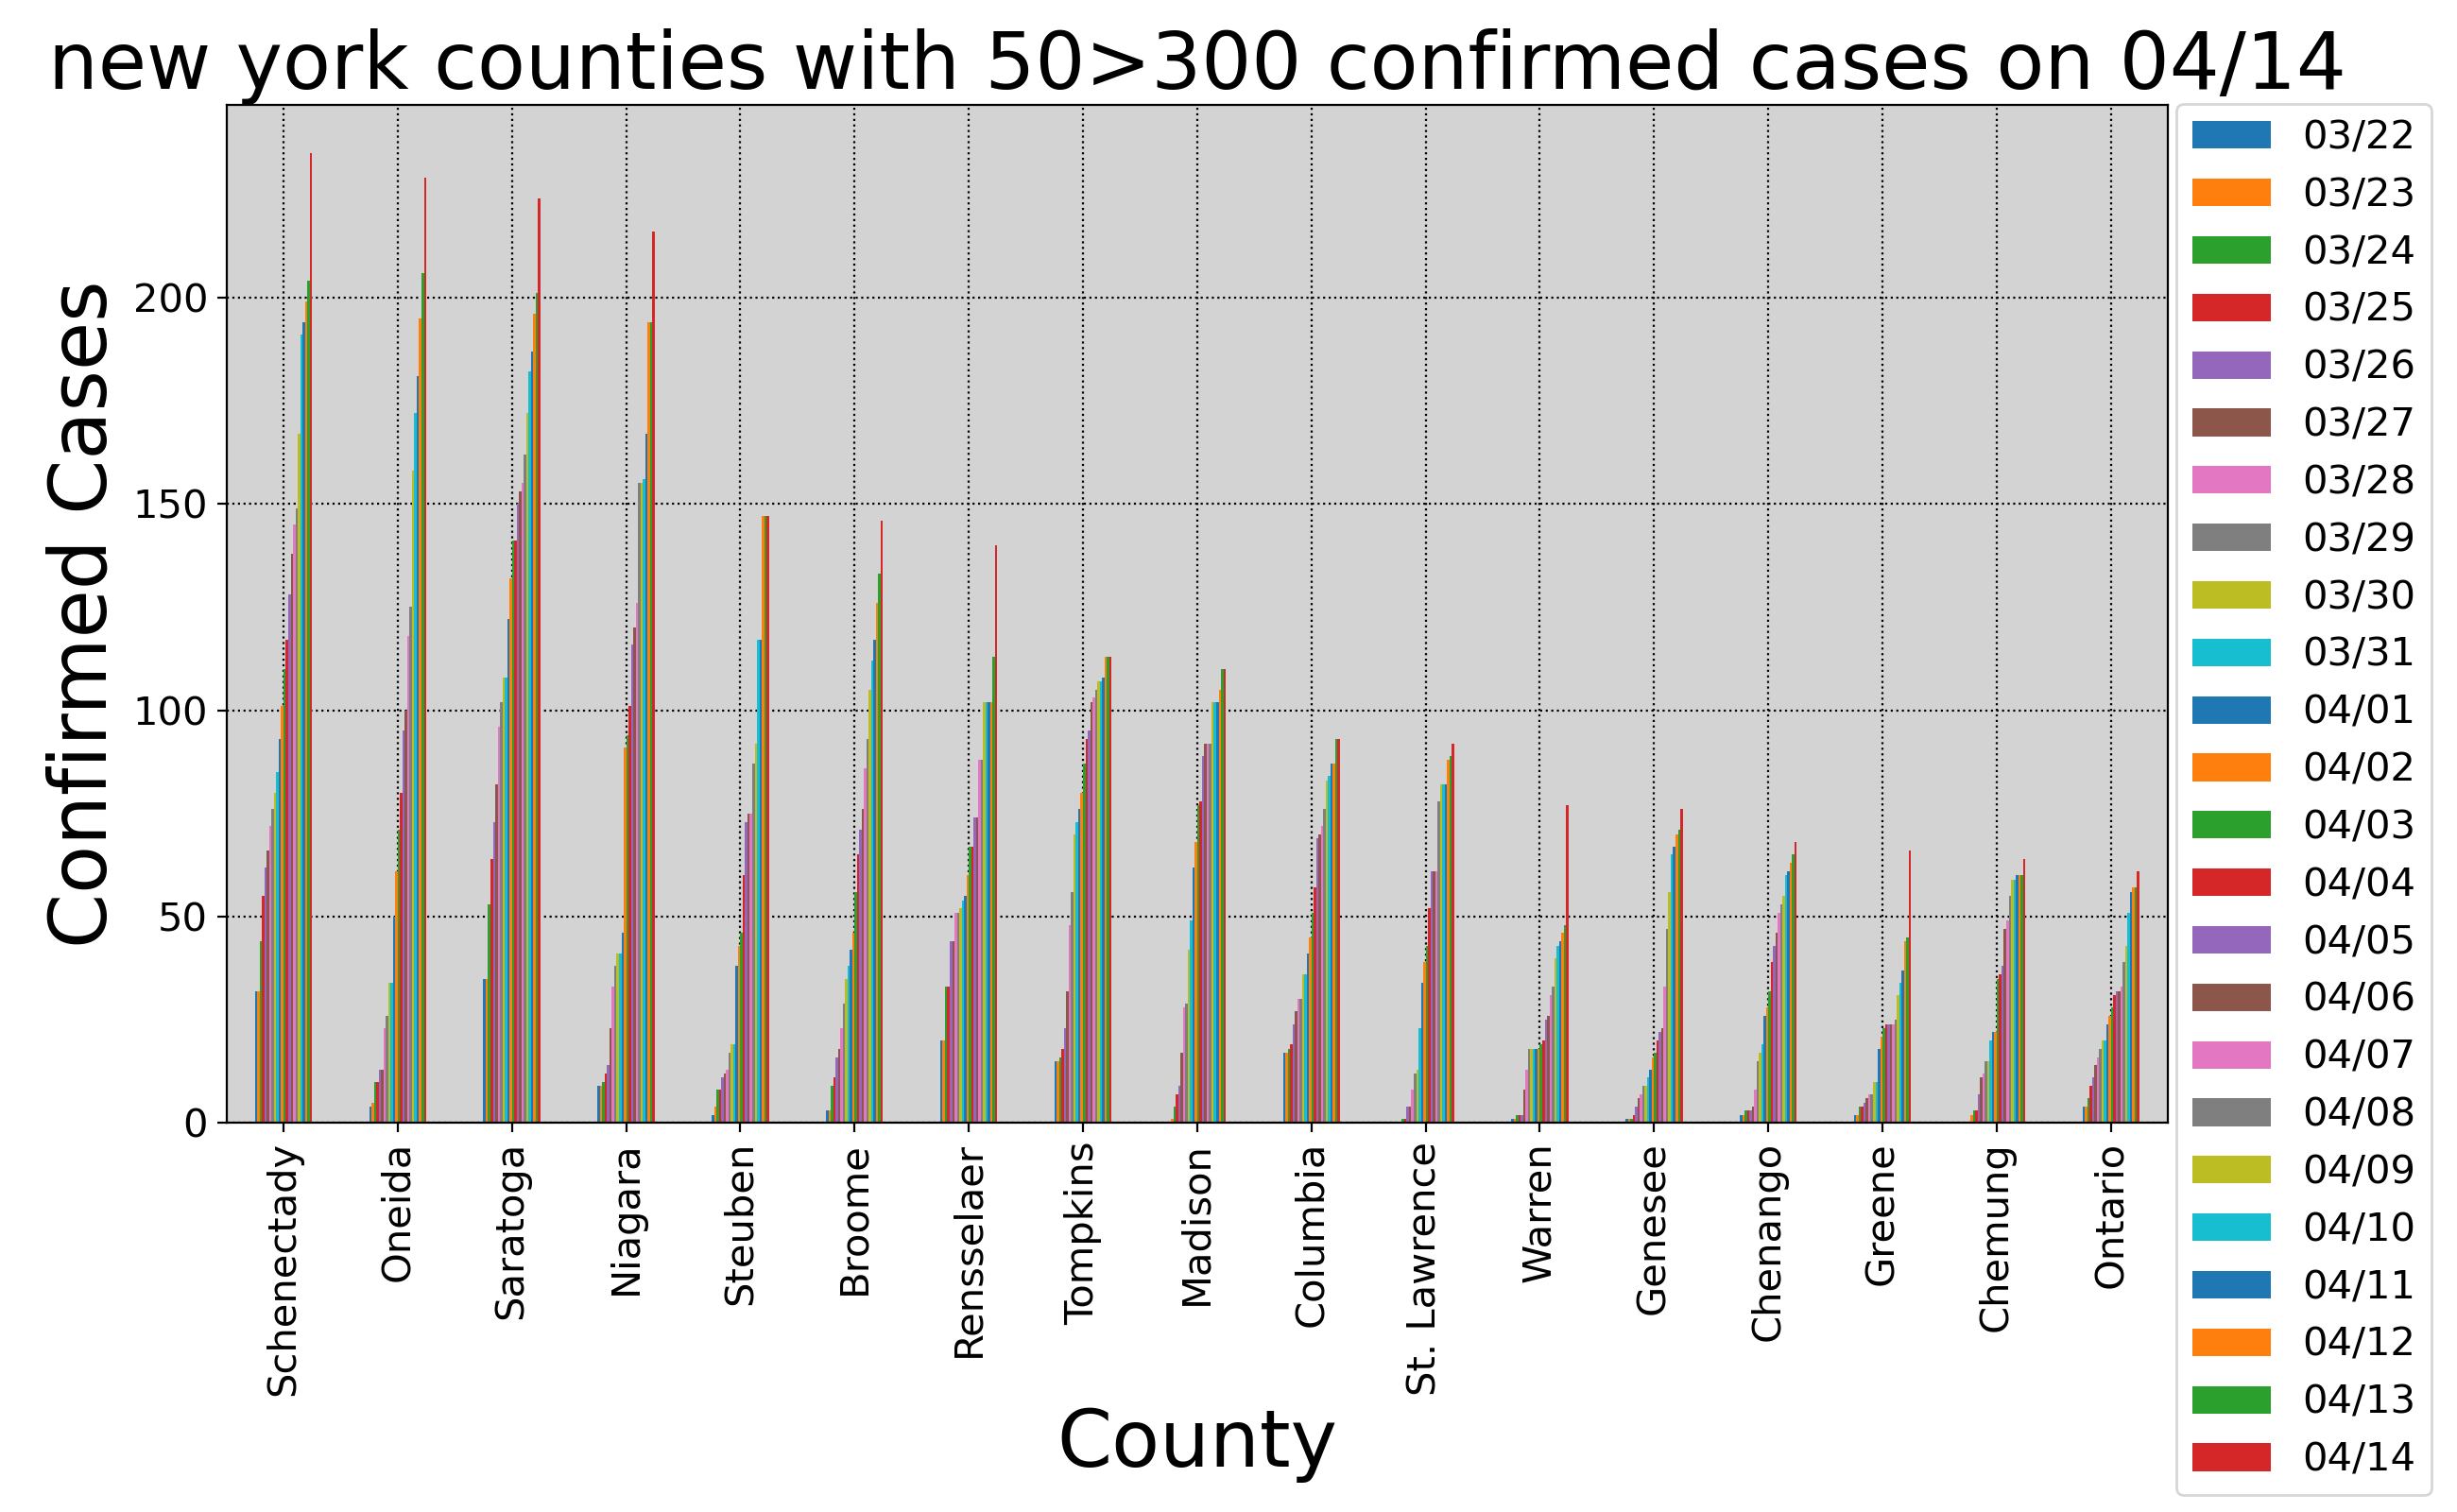 new york counties with 50>300 confirmed cases on 04/14
Confirmed Cases
200
150
100
50
0
Schenectady
Oneida
Saratoga
Niagara
Steuben
Broome
Rensselaer
Tompkins
Madison
Columbia
St. Lawrence
Warren
Genesee
Chenango
Greene
Chemung
Ontario
County
03/22
03/23
03/24
03/25
03/26
03/27
03/28
03/29
03/30
03/31
04/01
04/02
04/03
04/04
04/05
04/06
04/07
04/08
04/09
04/10
04/11
04/12
04/13
04/14